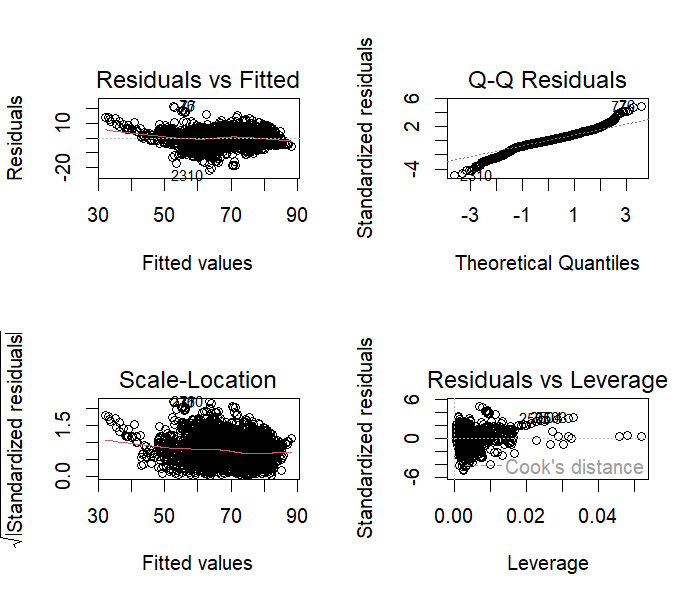 Residuals vs Fitted
Residuals
-20
10
30
50
70
90
2310
Fitted values
Q-Q Residuals
Standardized residuals
-4
2
6
-3
-1
1
3
2310
Theoretical Quantiles
Scale-Location
√|Standardized residuals|
0.0
1.5
30
50
70
90
Fitted values
Residuals vs Leverage
Standardized residuals
-6
0
6
0.00
0.02
0.04
Cook's distance
Leverage